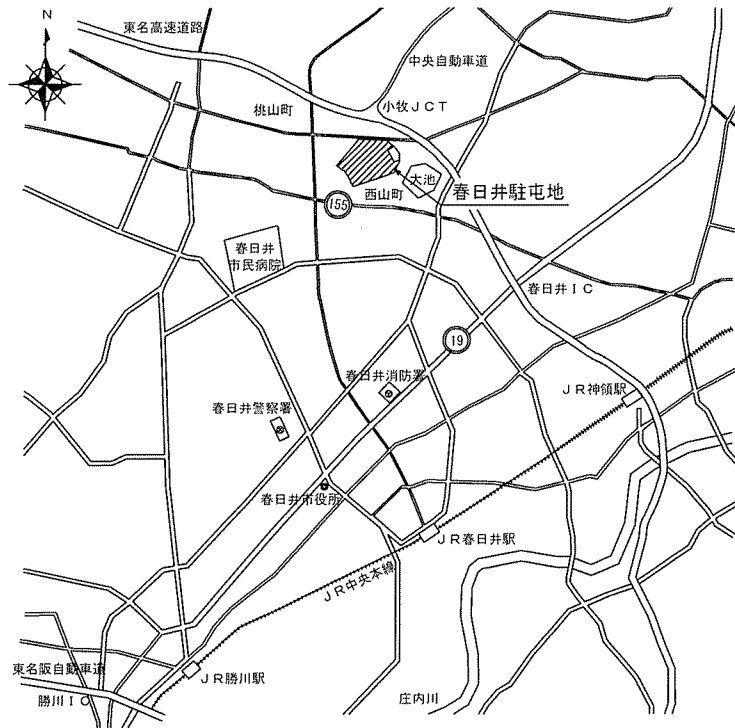 N
東名高速道路
中央自動車道
桃山町
小牧JCT
大池
西山町
春日井駐屯地
155
春日井
市民病院
春日井IC
19
春日井消防署
JR神領駅
春日井警察署
春日井市役所
JR春日井駅
JR中央本線
東名阪自動車道
JR勝川駅
勝川IC
庄内川